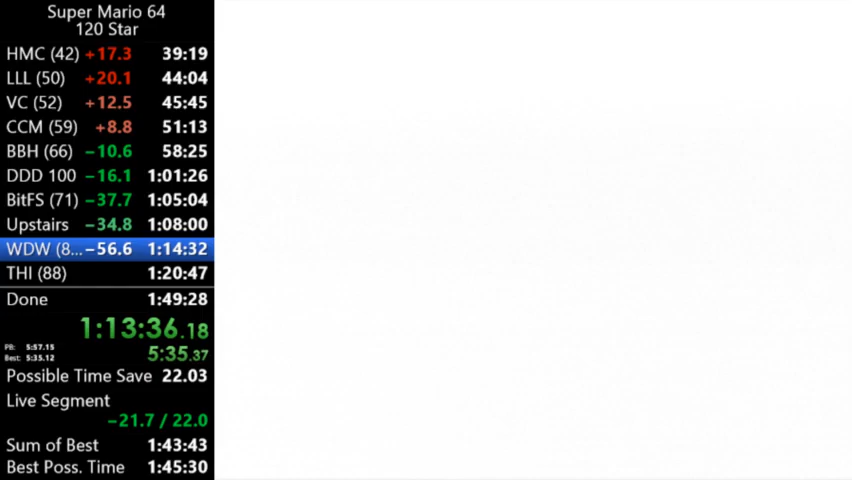 Super Mario 64
120 Star
HMC (42) +17.3 39:19
LLL (50) +20.1 44:04
VC (52) +12.5 45:45
CCM (59) +8.8 51:13
BBH (66) −10.6 58:25
DDD 100 −16.1 1:01:26
BitFS (71) −37.7 1:05:04
Upstairs −34.8 1:08:00
WDW (8... −56.6 1:14:32
THI (88) 1:20:47
Done 1:49:28
1:13:36.18
PB: 5:57.15
5:35.37
Best: 5:35.12
Possible Time Save 22.03
Live Segment
−21.7 / 22.0
Sum of Best 1:43:43
Best Poss. Time 1:45:30